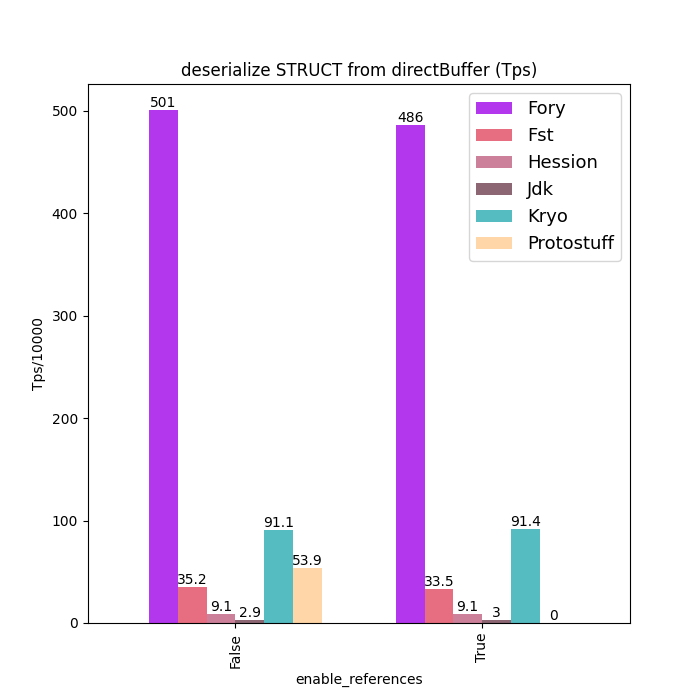 deserialize STRUCT from directBuffer (Tps)
Fory
Fst
Hession
Jdk
Kryo
Protostuff
Tps/10000
500
400
300
200
100
0
501
35.2
9.1
2.9
91.1
53.9
486
33.5
9.1
3
91.4
0
False
True
enable_references